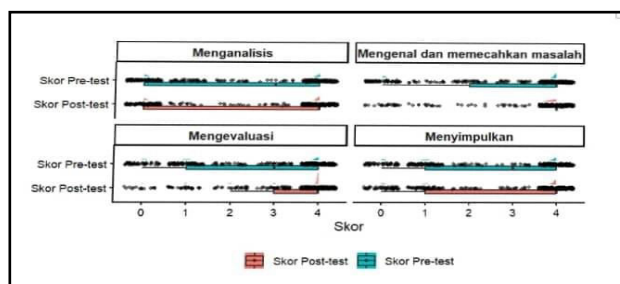 Menganalisis
Mengenal dan memecahkan masalah
Skor Pre-test
Skor Post-test
Mengevaluasi
Menyimpulkan
Skor Pre-test
Skor Post-test
0 1 2 3 4
0 1 2 3 4
Skor
Skor Post-test
Skor Pre-test